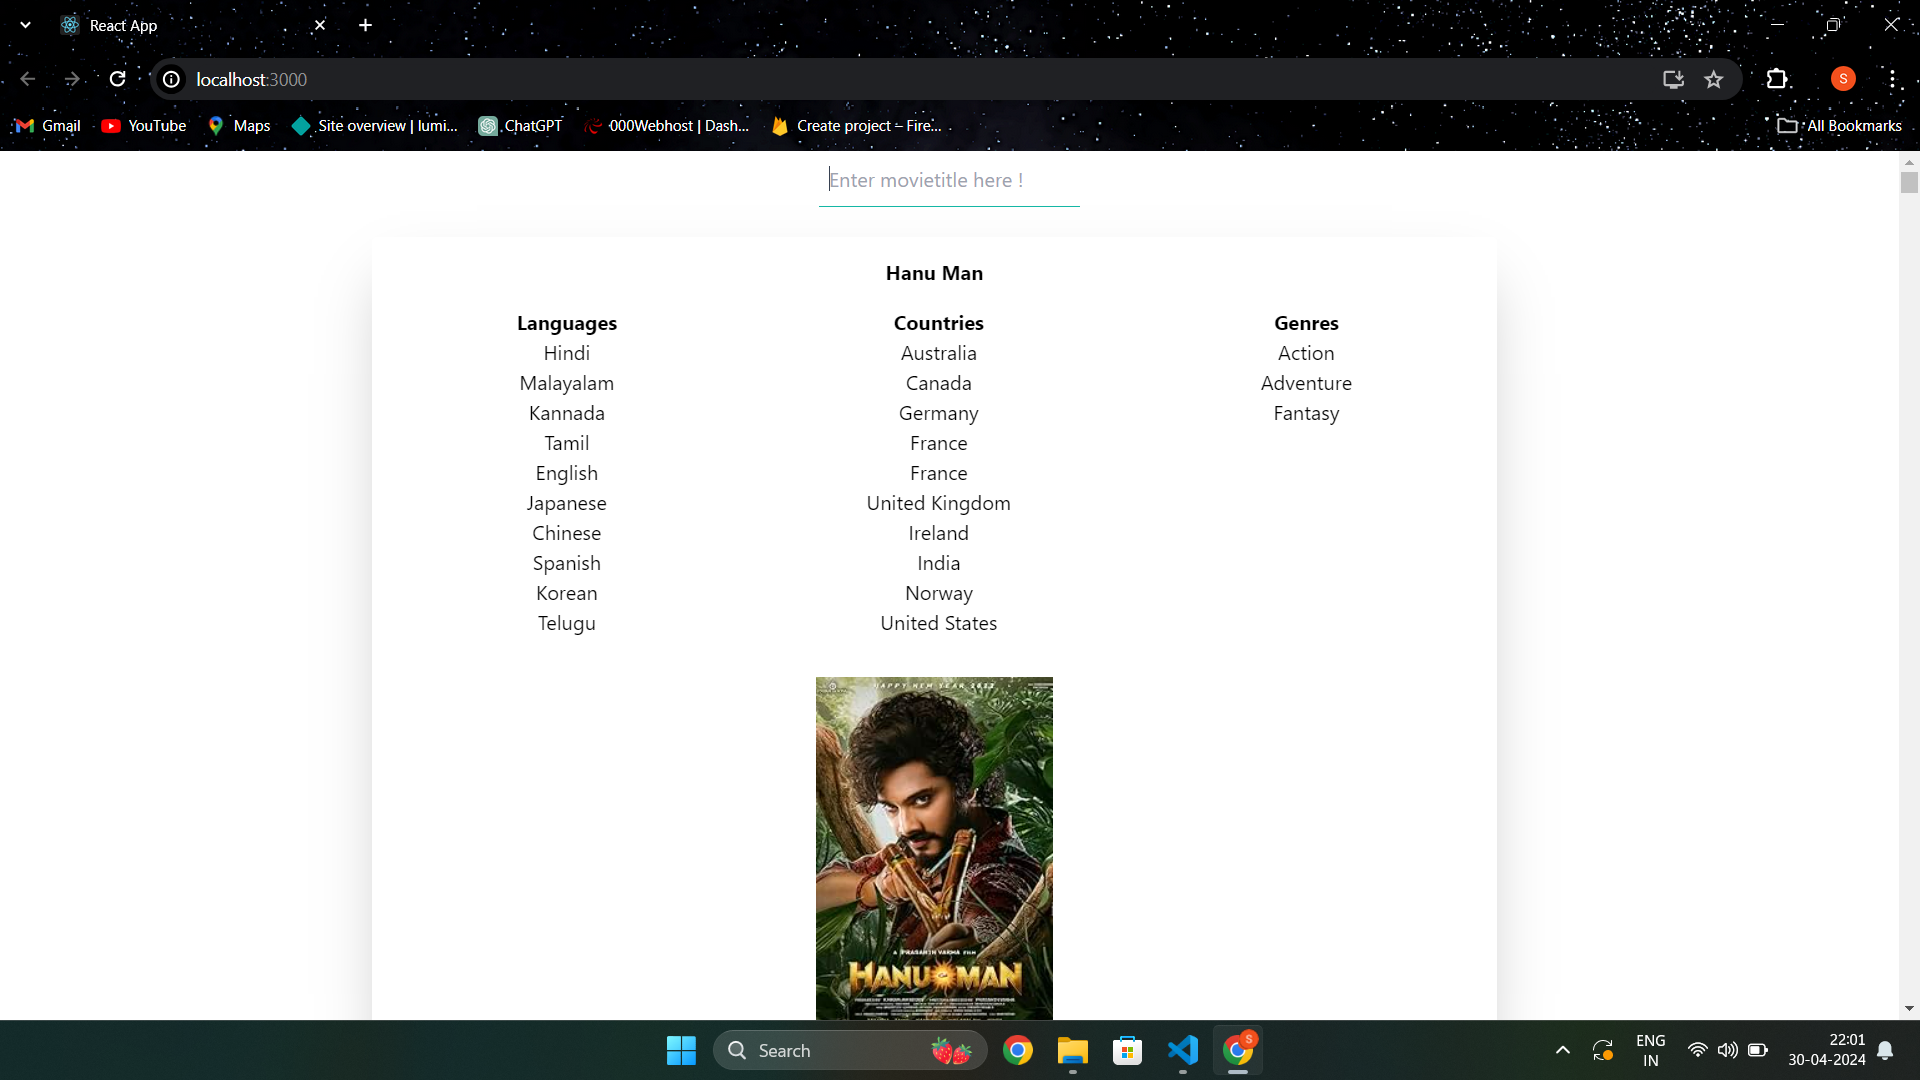 React App
localhost:3000
S
Gmail
YouTube
Maps
Site overview | lumi...
ChatGPT
000Webhost | Dash...
Create project – Fire...
All Bookmarks
Enter movietitle here !
Hanu Man
Languages
Hindi
Malayalam
Kannada
Tamil
English
Japanese
Chinese
Spanish
Korean
Telugu
Countries
Australia
Canada
Germany
France
France
United Kingdom
Ireland
India
Norway
United States
Genres
Action
Adventure
Fantasy
HAPPY NEW YEAR 2022
A PRASANTH VARMA FILM
HANU MAN
Search
S
ENG
IN
22:01
30-04-2024